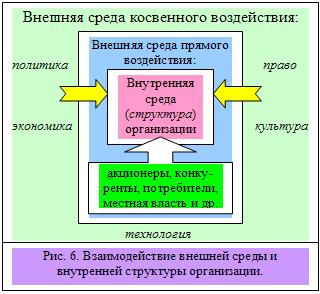 Внешняя среда косвенного воздействия:
Внешняя среда прямого
воздействия:
политика
право
Внутренняя
среда
(структура)
организации
экономика
культура
акционеры, конку-
ренты, потребители,
местная власть и др.
технология
Рис. 6. Взаимодействие внешней среды и
внутренней структуры организации.